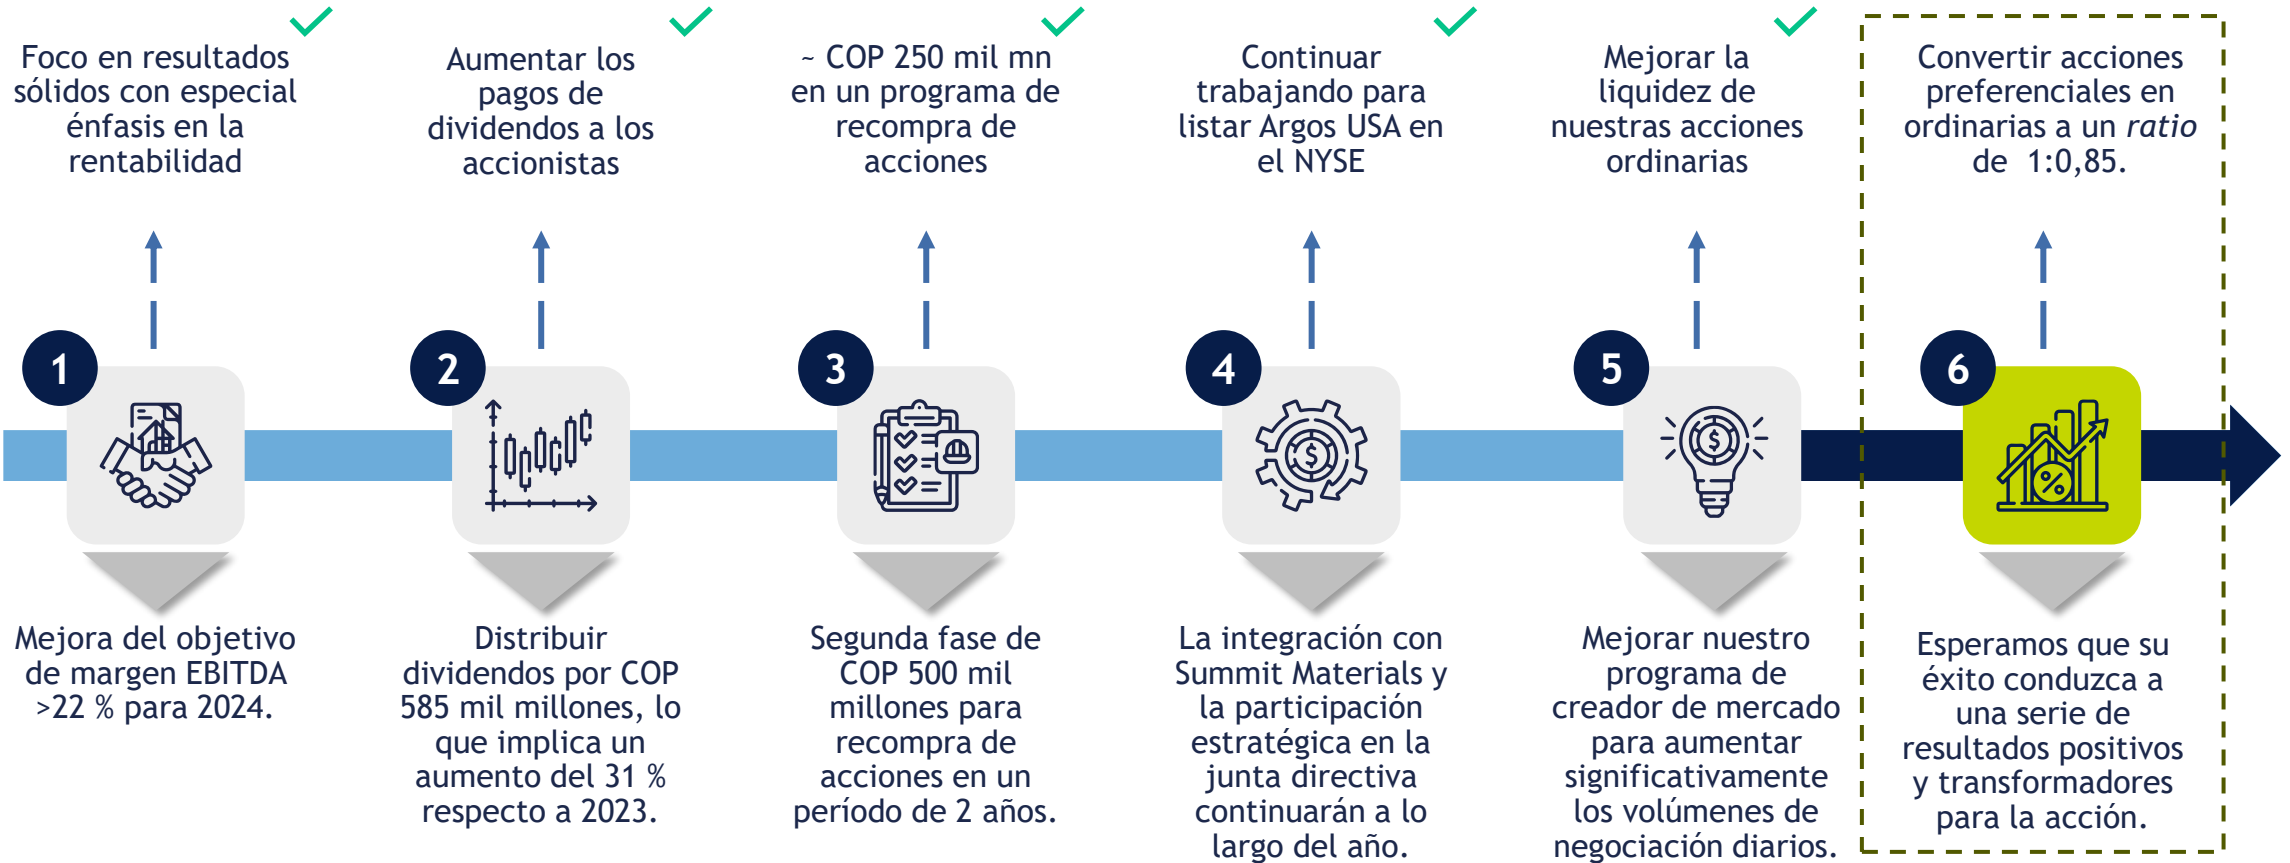 Foco en resultados
sólidos con especial
énfasis en la
rentabilidad
Aumentar los
pagos de
dividendos a los
accionistas
~ COP 250 mil mn
en un programa de
recompra de
acciones
Continuar
trabajando para
listar Argos USA en
el NYSE
Mejorar la
liquidez de
nuestras acciones
ordinarias
Convertir acciones
preferenciales en
ordinarias a un ratio
de 1:0,85.
1
2
3
4
5
6
Mejora del objetivo
de margen EBITDA
>22 % para 2024.
Distribuir
dividendos por COP
585 mil millones, lo
que implica un
aumento del 31 %
respecto a 2023.
Segunda fase de
COP 500 mil
millones para
recompra de
acciones en un
período de 2 años.
La integración con
Summit Materials y
la participación
estratégica en la
junta directiva
continuarán a lo
largo del año.
Mejorar nuestro
programa de
creador de mercado
para aumentar
significativamente
los volúmenes de
negociación diarios.
Esperamos que su
éxito conduzca a
una serie de
resultados positivos
y transformadores
para la acción.